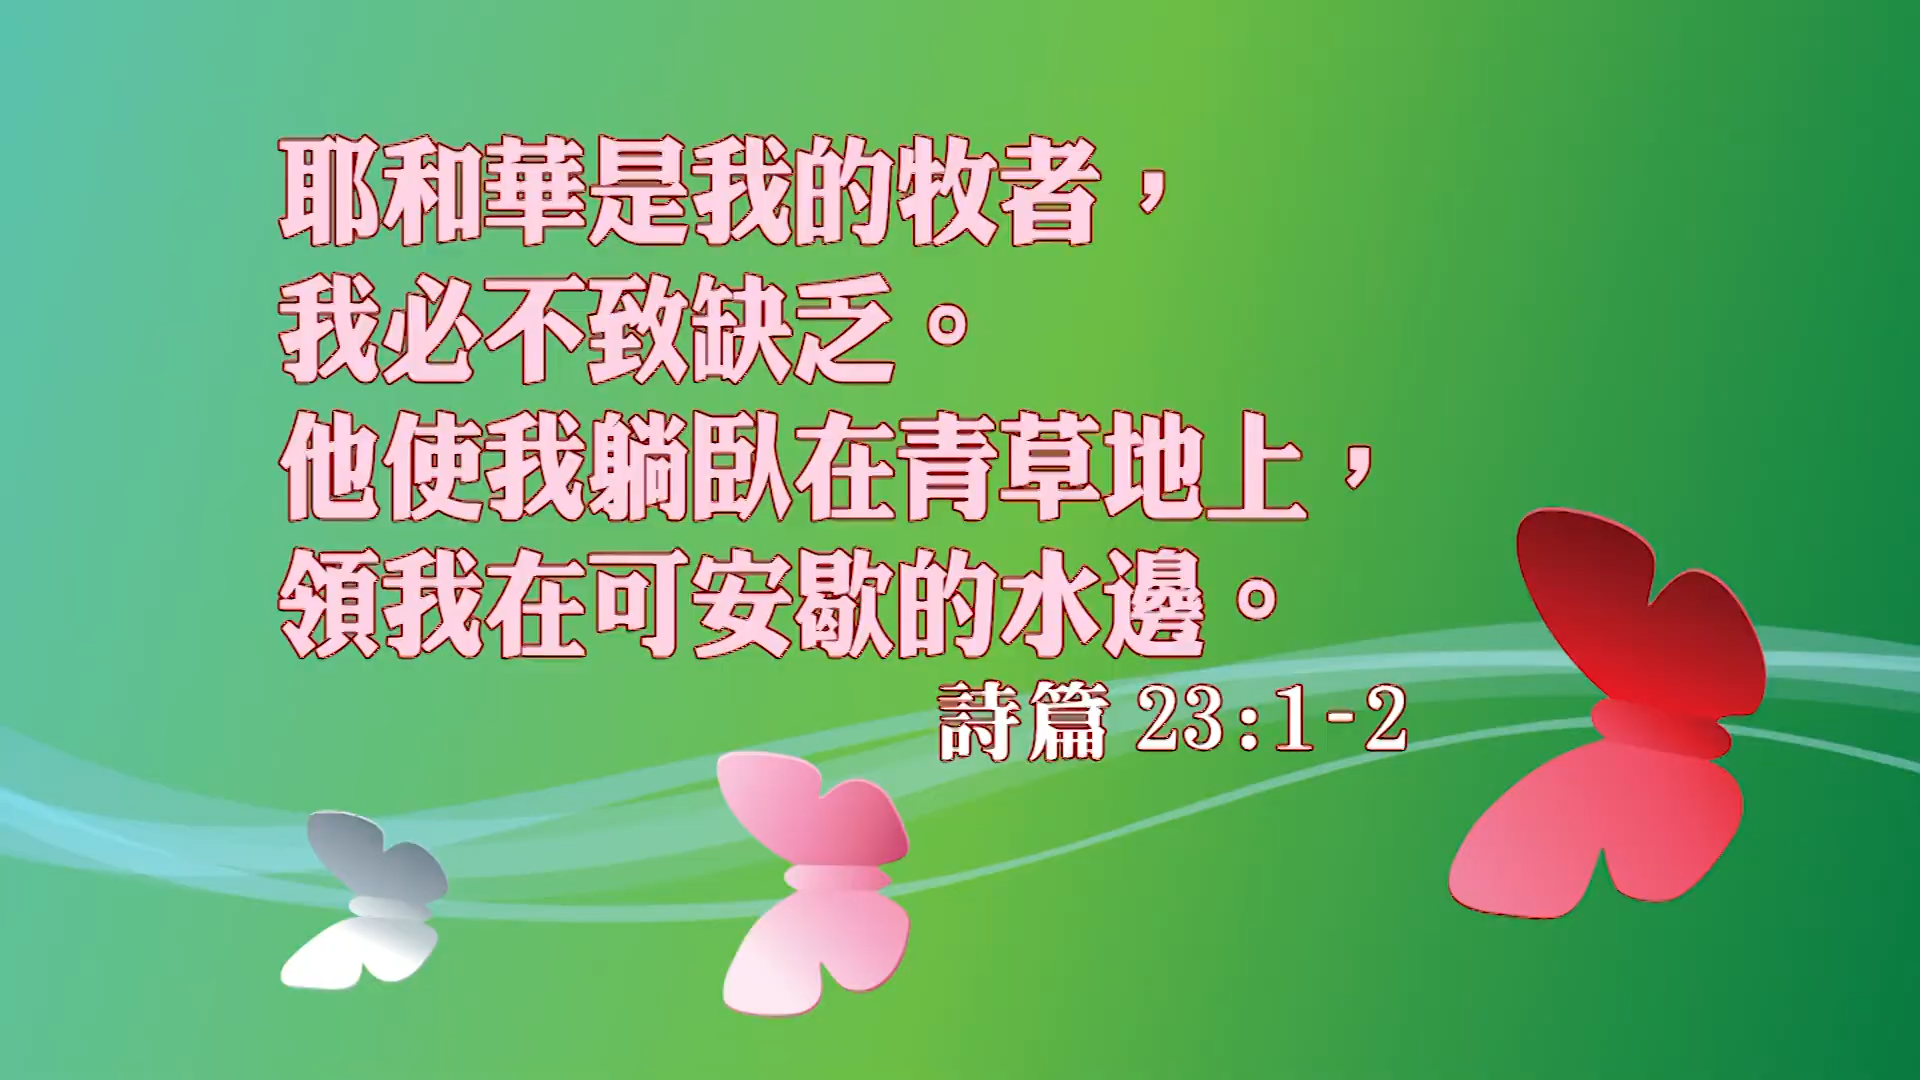 耶和華是我的牧者，
我必不致缺乏。
他使我躺臥在青草地上，
領我在可安歇的水邊。
詩篇 23:1-2